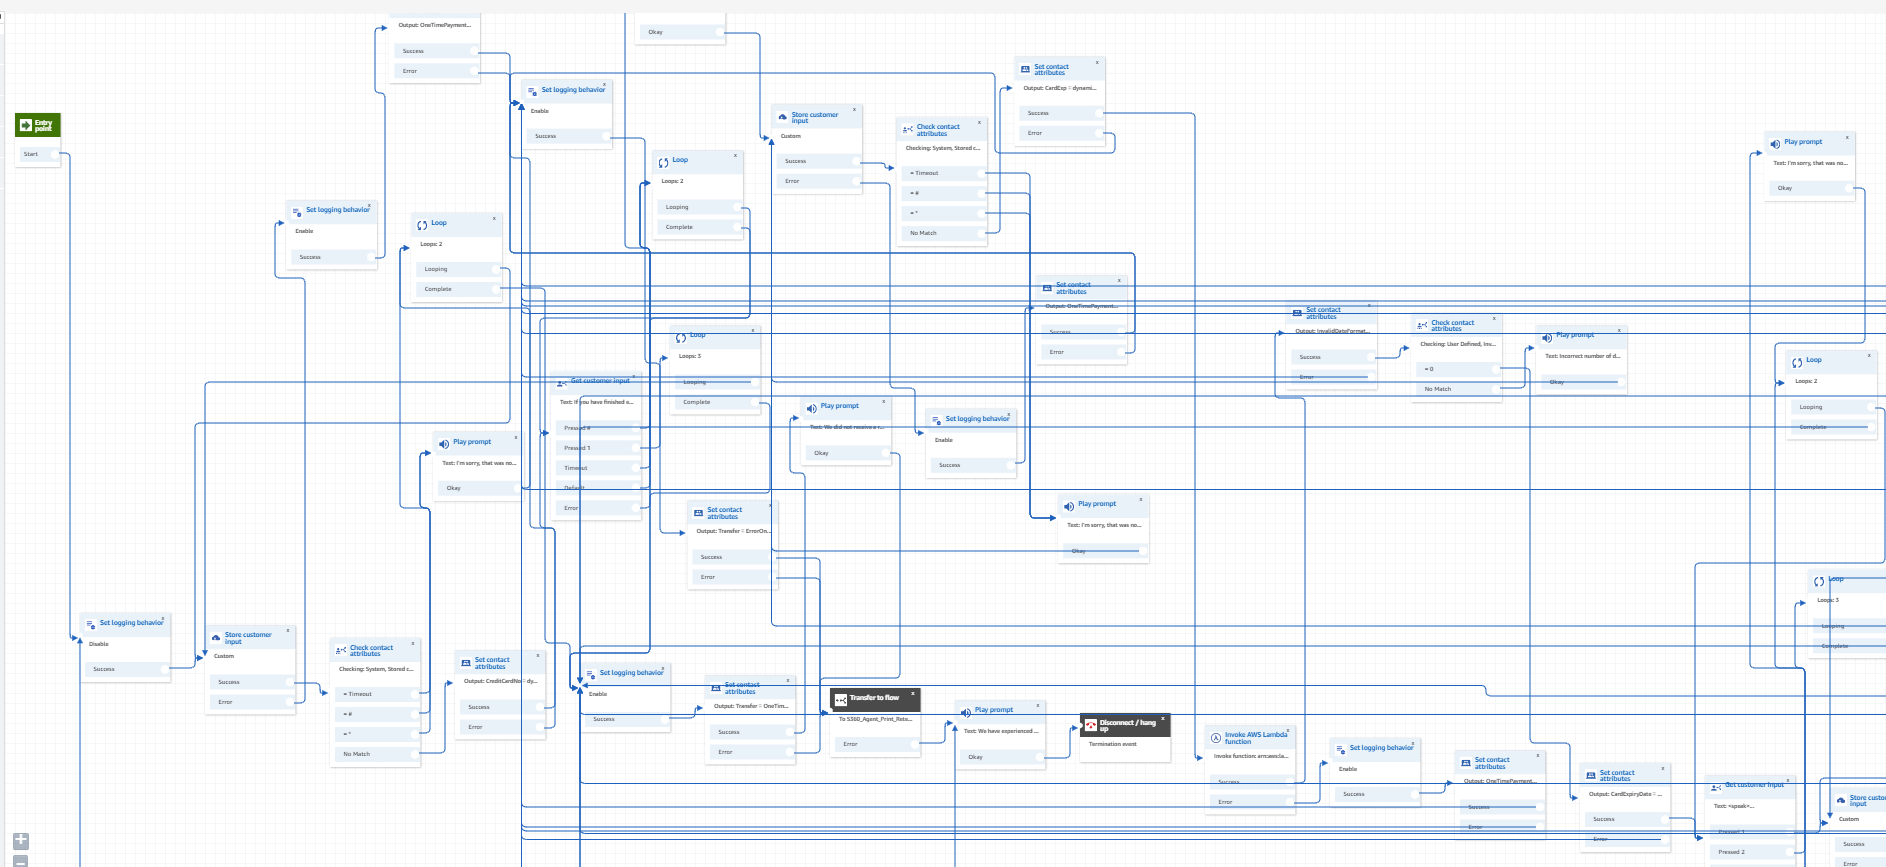 Output: OneTimePayment...
Success
Error
Okay
Entry
point
Start
Set logging behavior
x
Enable
Success
Set logging behavior
x
Enable
Success
Loop
x
Loops: 2
Looping
Complete
Loop
x
Loops: 2
Looping
Complete
Store customer
input
x
Custom
Success
Error
Check contact
attributes
x
Checking: System, Stored c...
= Timeout
= #
= *
No Match
Set contact
attributes
x
Output: CardExp = dynami...
Success
Error
Play prompt
x
Text: I'm sorry, that was no...
Okay
Set contact
attributes
x
Output: OneTimePayment...
Success
Error
Set contact
attributes
x
Output: InvalidDateFormat...
Success
Error
Check contact
attributes
x
Checking: User Defined, Inv...
= 0
No Match
Play prompt
x
Text: Incorrect number of d...
Okay
Loop
x
Loops: 2
Looping
Complete
Loop
x
Loops: 3
Looping
Complete
Get customer input
x
Text: If you have finished e...
Pressed #
Pressed 1
Timeout
Default
Error
Play prompt
x
Text: We did not receive a r...
Okay
Set logging behavior
x
Enable
Success
Play prompt
x
Text: I'm sorry, that was no...
Okay
Set contact
attributes
x
Output: Transfer = ErrorOn...
Success
Error
Play prompt
x
Text: I'm sorry, that was no...
Okay
Loop
Loops: 3
Looping
Complete
Set logging behavior
x
Disable
Success
Store customer
input
x
Custom
Success
Error
Check contact
attributes
x
Checking: System, Stored c...
= Timeout
= #
= *
No Match
Set contact
attributes
x
Output: CreditCardNo = dy...
Success
Error
Set logging behavior
x
Enable
Success
Set contact
attributes
x
Output: Transfer = OneTim...
Success
Error
Transfer to flow
x
To S360_Agent_Print_Rete...
Error
Play prompt
x
Text: We have experienced ...
Okay
Disconnect / hang
up
x
Termination event
Invoke AWS Lambda
function
x
Invoke function: arn:aws:la...
Success
Error
Set logging behavior
x
Enable
Success
Set contact
attributes
x
Output: OneTimePayment...
Success
Error
Set contact
attributes
x
Output: CardExpiryDate = ...
Success
Error
Get customer input
x
Text: <speak>...
Pressed 1
Pressed 2
Store custo
input
Custom
Success
Error